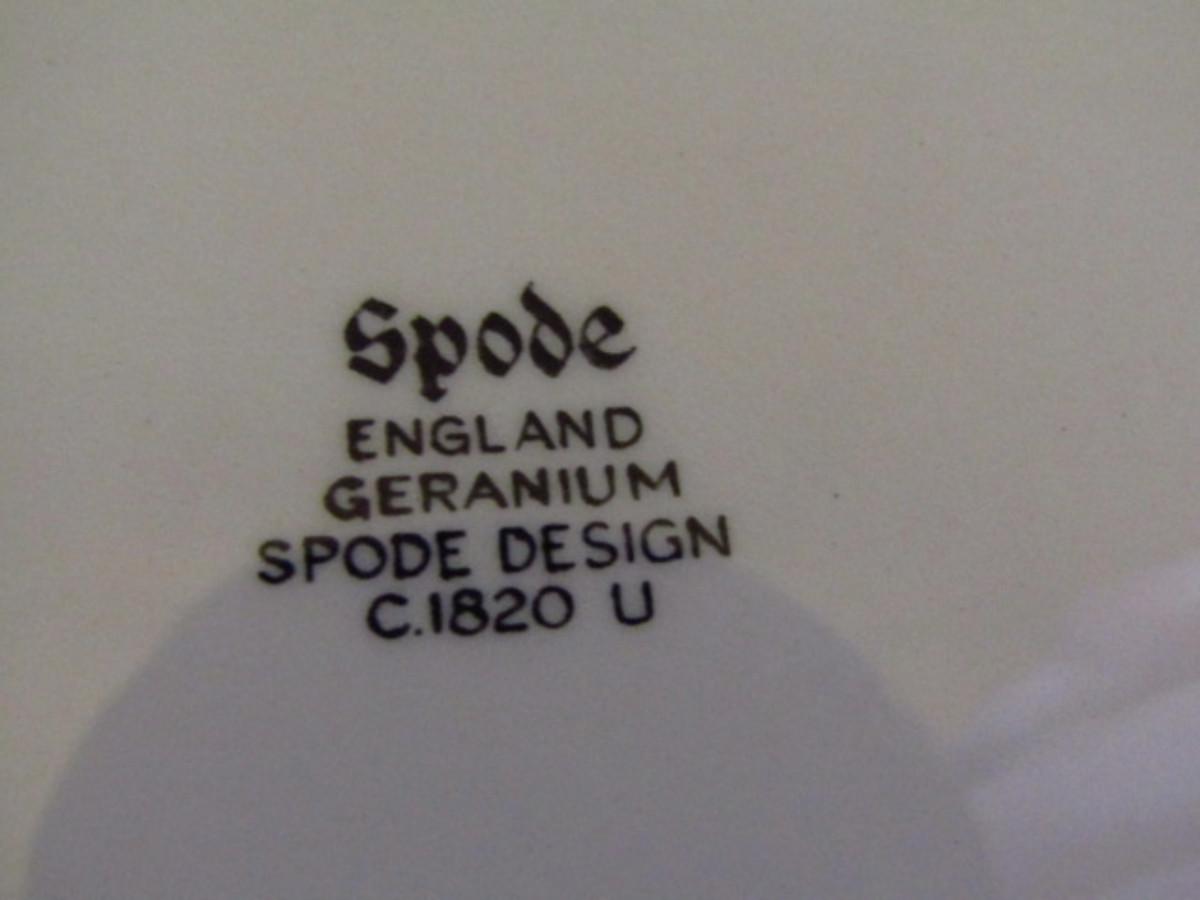 Spode
ENGLAND
GERANIUM
SPODE DESIGN
C.1820 U